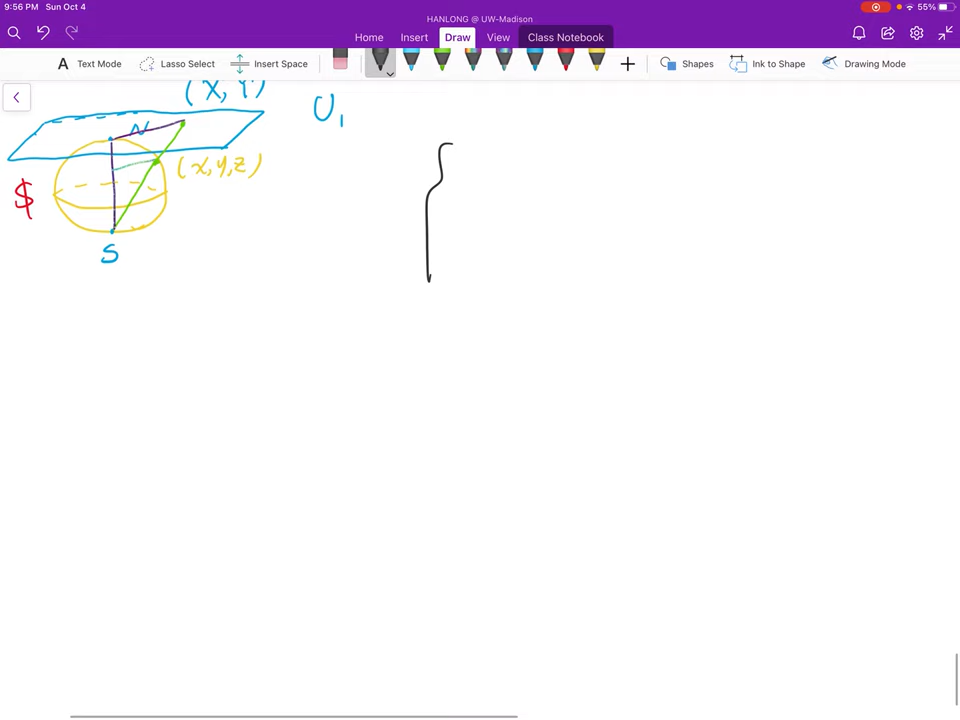 9:56 PM Sun Oct 4
55%
HANLONG @ UW-Madison
Home Insert Draw View Class Notebook
Text Mode Lasso Select Insert Space Shapes Ink to Shape Drawing Mode
(X, Y)
U₁
N
(x, y, z)
$
S